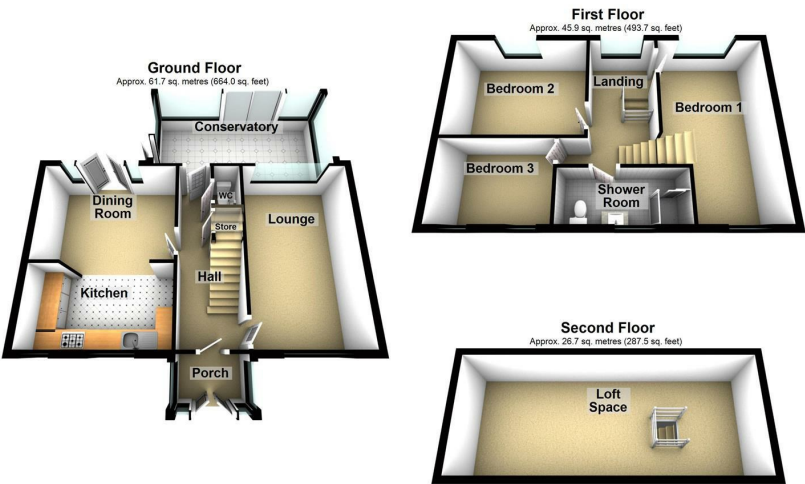 Ground Floor
Approx. 61.7 sq. metres (664.0 sq. feet)
Conservatory
Dining
Room
WC
Store
Lounge
Hall
Kitchen
Porch
First Floor
Approx. 45.9 sq. metres (493.7 sq. feet)
Bedroom 2
Landing
Bedroom 1
Bedroom 3
Shower
Room
Second Floor
Approx. 26.7 sq. metres (287.5 sq. feet)
Loft
Space